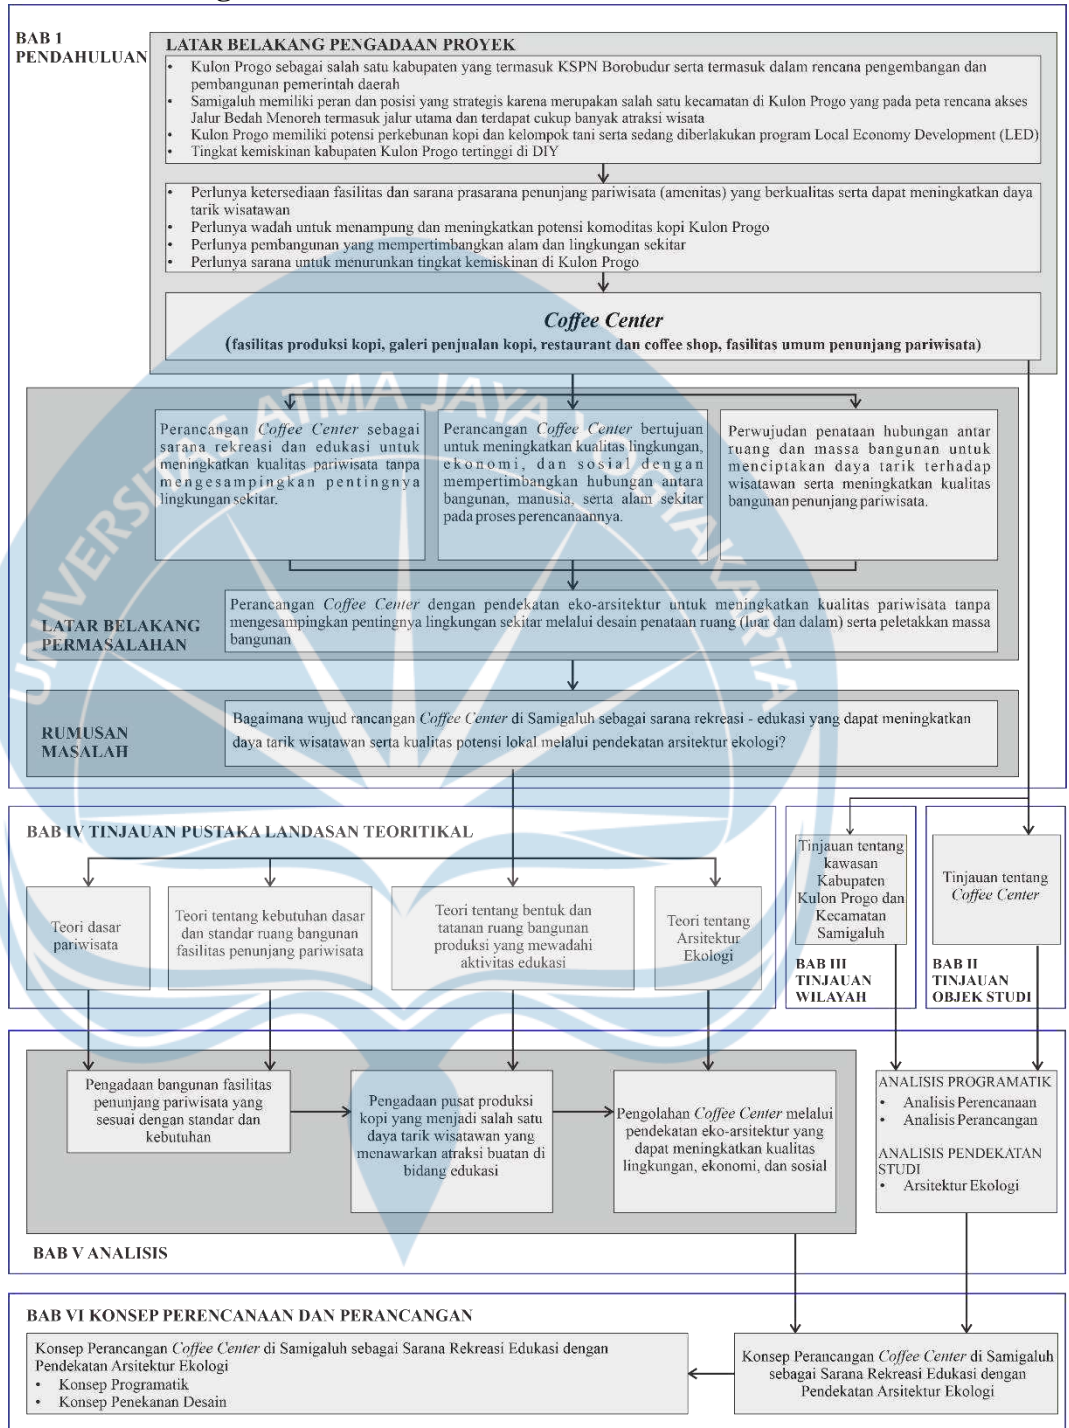 BAB 1
PENDAHULUAN
LATAR BELAKANG PENGADAAN PROYEK
• Kulon Progo sebagai salah satu kabupaten yang termasuk KSPN Borobudur serta termasuk dalam rencana pengembangan dan
pembangunan pemerintah daerah
• Samigaluh memiliki peran dan posisi yang strategis karena merupakan salah satu kecamatan di Kulon Progo yang pada peta rencana akses
Jalur Bedah Menoreh termasuk jalur utama dan terdapat cukup banyak atraksi wisata
• Kulon Progo memiliki potensi perkebunan kopi dan kelompok tani serta sedang diberlakukan program Local Economy Development (LED)
• Tingkat kemiskinan kabupaten Kulon Progo tertinggi di DIY
• Perlunya ketersediaan fasilitas dan sarana prasarana penunjang pariwisata (amenitas) yang berkualitas serta dapat meningkatkan daya
tarik wisatawan
• Perlunya wadah untuk menampung dan meningkatkan potensi komoditas kopi Kulon Progo
• Perlunya pembangunan yang mempertimbangkan alam dan lingkungan sekitar
• Perlunya sarana untuk menurunkan tingkat kemiskinan di Kulon Progo
Coffee Center
(fasilitas produksi kopi, galeri penjualan kopi, restaurant dan coffee shop, fasilitas umum penunjang pariwisata)
UNIVERSITAS ATMA JAYA YOGYAKARTA
Perancangan Coffee Center sebagai
sarana rekreasi dan edukasi untuk
meningkatkan kualitas pariwisata tanpa
mengesampingkan pentingnya
lingkungan sekitar.
Perancangan Coffee Center bertujuan
untuk meningkatkan kualitas lingkungan,
ekonomi, dan sosial dengan
mempertimbangkan hubungan antara
bangunan, manusia, serta alam sekitar
pada proses perencanaannya.
Perwujudan penataan hubungan antar
ruang dan massa bangunan untuk
menciptakan daya tarik terhadap
wisatawan serta meningkatkan kualitas
bangunan penunjang pariwisata.
LATAR BELAKANG
PERMASALAHAN
Perancangan Coffee Center dengan pendekatan eko-arsitektur untuk meningkatkan kualitas pariwisata tanpa
mengesampingkan pentingnya lingkungan sekitar melalui desain penataan ruang (luar dan dalam) serta peletakkan massa
bangunan
RUMUSAN
MASALAH
Bagaimana wujud rancangan Coffee Center di Samigaluh sebagai sarana rekreasi - edukasi yang dapat meningkatkan
daya tarik wisatawan serta kualitas potensi lokal melalui pendekatan arsitektur ekologi?
BAB IV TINJAUAN PUSTAKA LANDASAN TEORITIKAL
Teori dasar
pariwisata
Teori tentang kebutuhan dasar
dan standar ruang bangunan
fasilitas penunjang pariwisata
Teori tentang bentuk dan
tatanan ruang bangunan
produksi yang mewadahi
aktivitas edukasi
Teori tentang
Arsitektur
Ekologi
Tinjauan tentang
kawasan
Kabupaten
Kulon Progo dan
Kecamatan
Samigaluh
BAB III
TINJAUAN
WILAYAH
Tinjauan tentang
Coffee Center
BAB II
TINJAUAN
OBJEK STUDI
Pengadaan bangunan fasilitas
penunjang pariwisata yang
sesuai dengan standar dan
kebutuhan
Pengadaan pusat produksi
kopi yang menjadi salah satu
daya tarik wisatawan yang
menawarkan atraksi buatan di
bidang edukasi
Pengolahan Coffee Center melalui
pendekatan eko-arsitektur yang
dapat meningkatkan kualitas
lingkungan, ekonomi, dan sosial
ANALISIS PROGRAMATIK
• Analisis Perencanaan
• Analisis Perancangan
ANALISIS PENDEKATAN
STUDI
• Arsitektur Ekologi
BAB V ANALISIS
BAB VI KONSEP PERENCANAAN DAN PERANCANGAN
Konsep Perancangan Coffee Center di Samigaluh sebagai Sarana Rekreasi Edukasi dengan
Pendekatan Arsitektur Ekologi
• Konsep Programatik
• Konsep Penekanan Desain
Konsep Perancangan Coffee Center di Samigaluh
sebagai Sarana Rekreasi Edukasi dengan
Pendekatan Arsitektur Ekologi